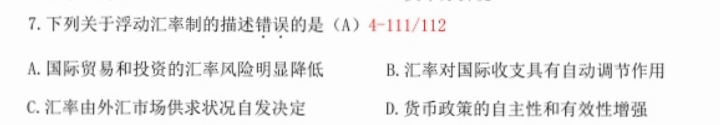 7.下列关于浮动汇率制的描述错误的是（A）4-111/112
A.国际贸易和投资的汇率风险明显降低 B.汇率对国际收支具有自动调节作用
C.汇率由外汇市场供求状况自发决定 D.货币政策的自主性和有效性增强